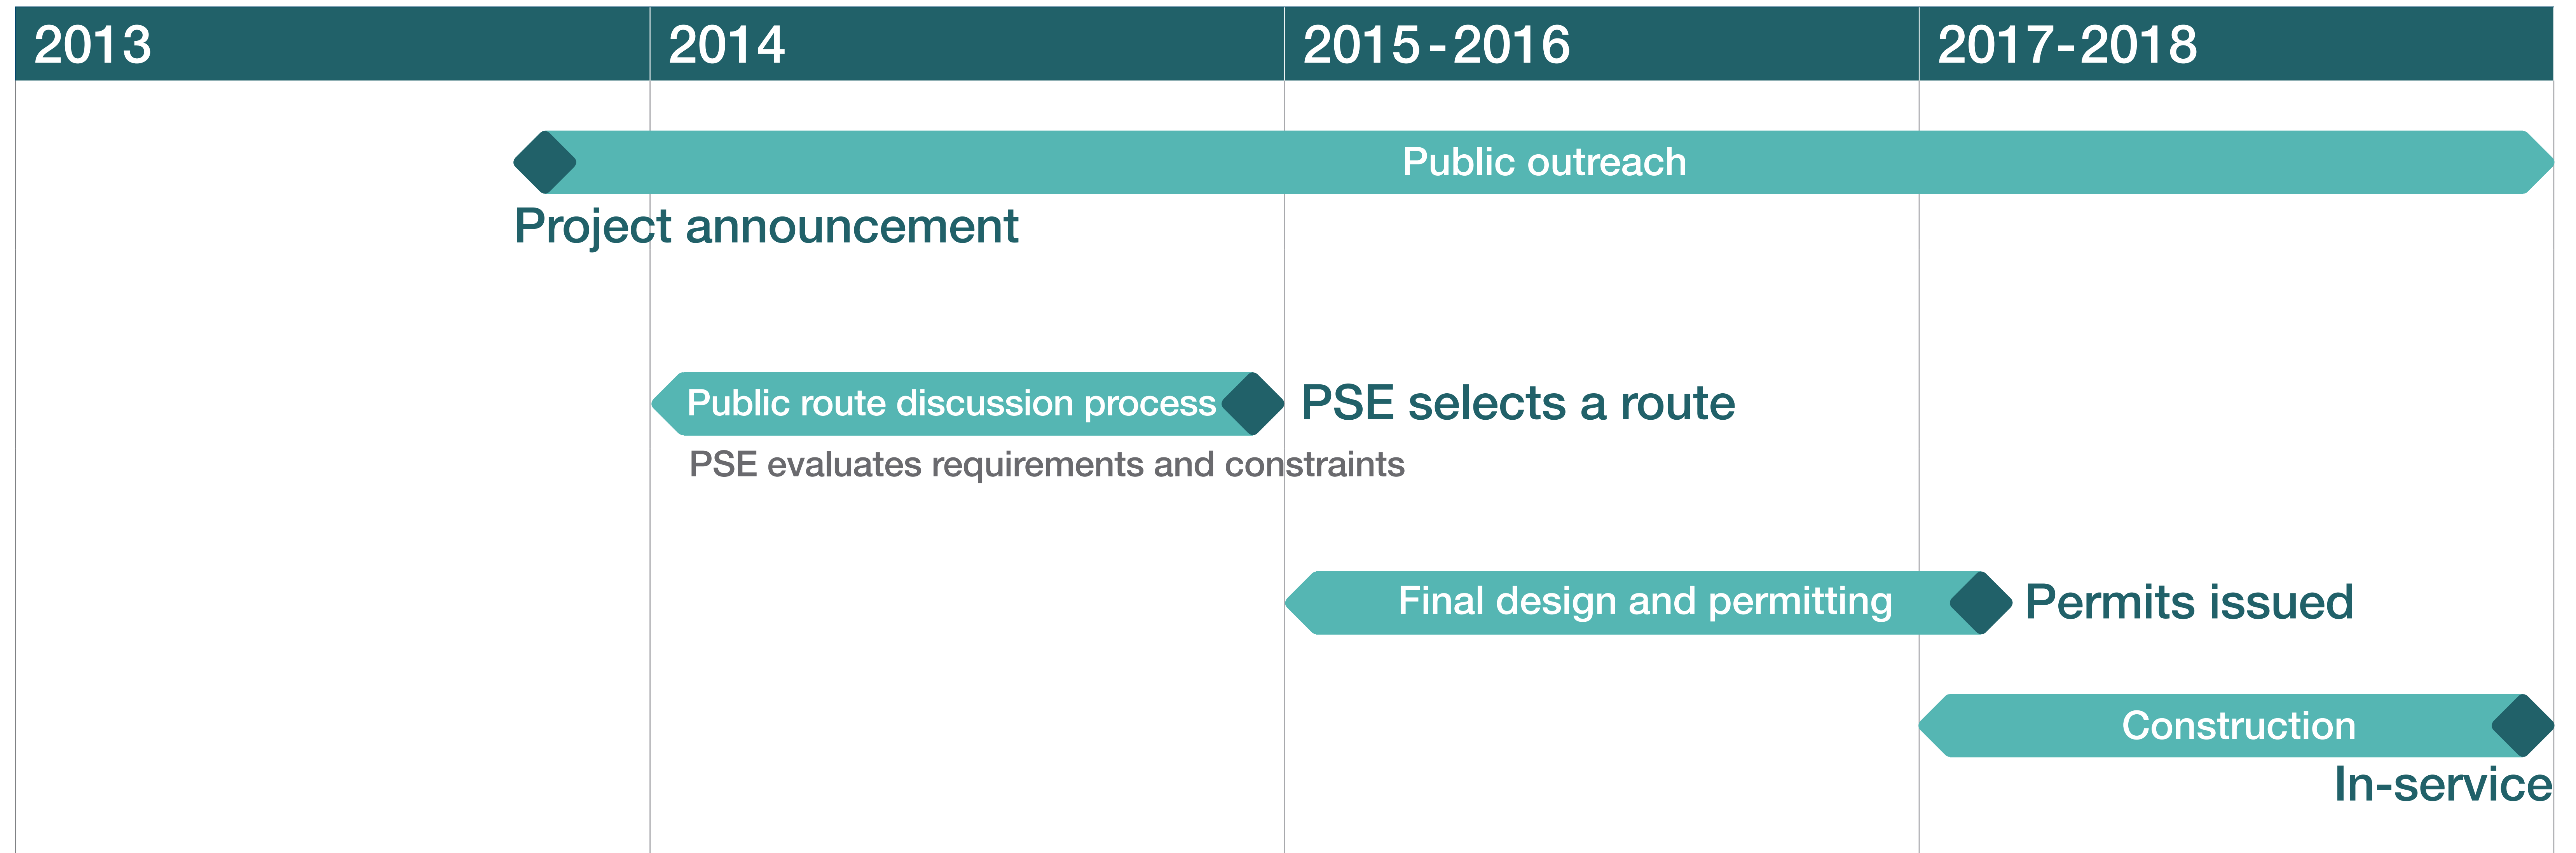 2013
2014
2015-2016
2017-2018
Public outreach
Project announcement
Public route discussion process
PSE selects a route
PSE evaluates requirements and constraints
Final design and permitting
Permits issued
Construction
In-service